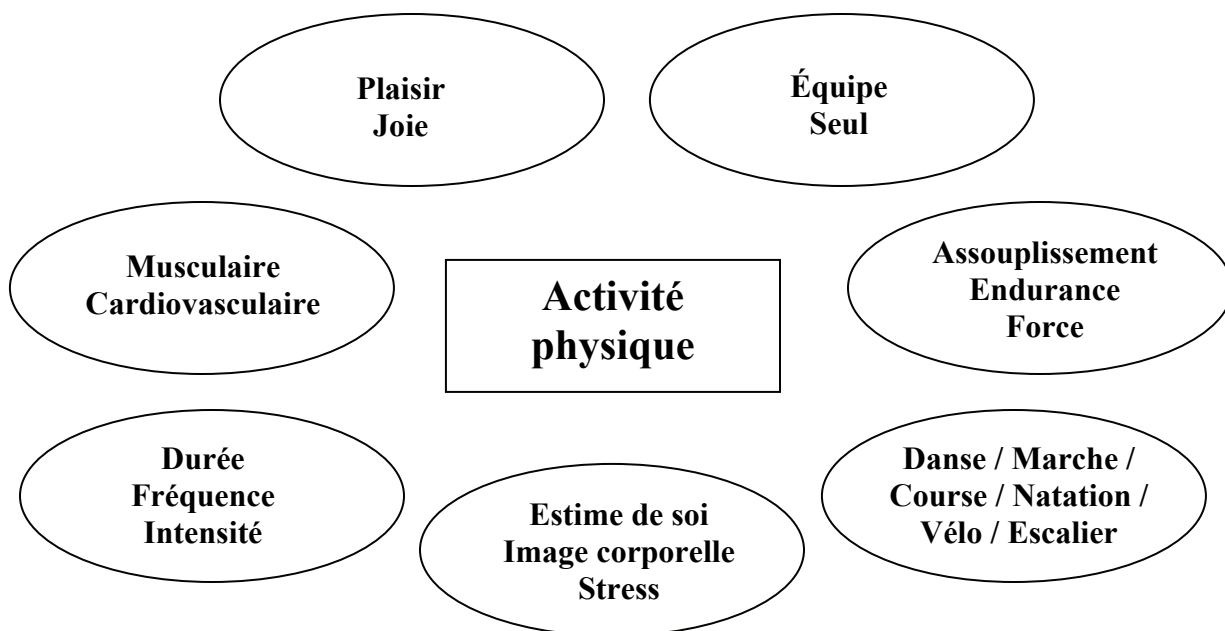 Plaisir
Joie
Équipe
Seul
Musculaire
Cardiovasculaire
Activité
physique
Assouplissement
Endurance
Force
Durée
Fréquence
Intensité
Estime de soi
Image corporelle
Stress
Danse / Marche /
Course / Natation /
Vélo / Escalier